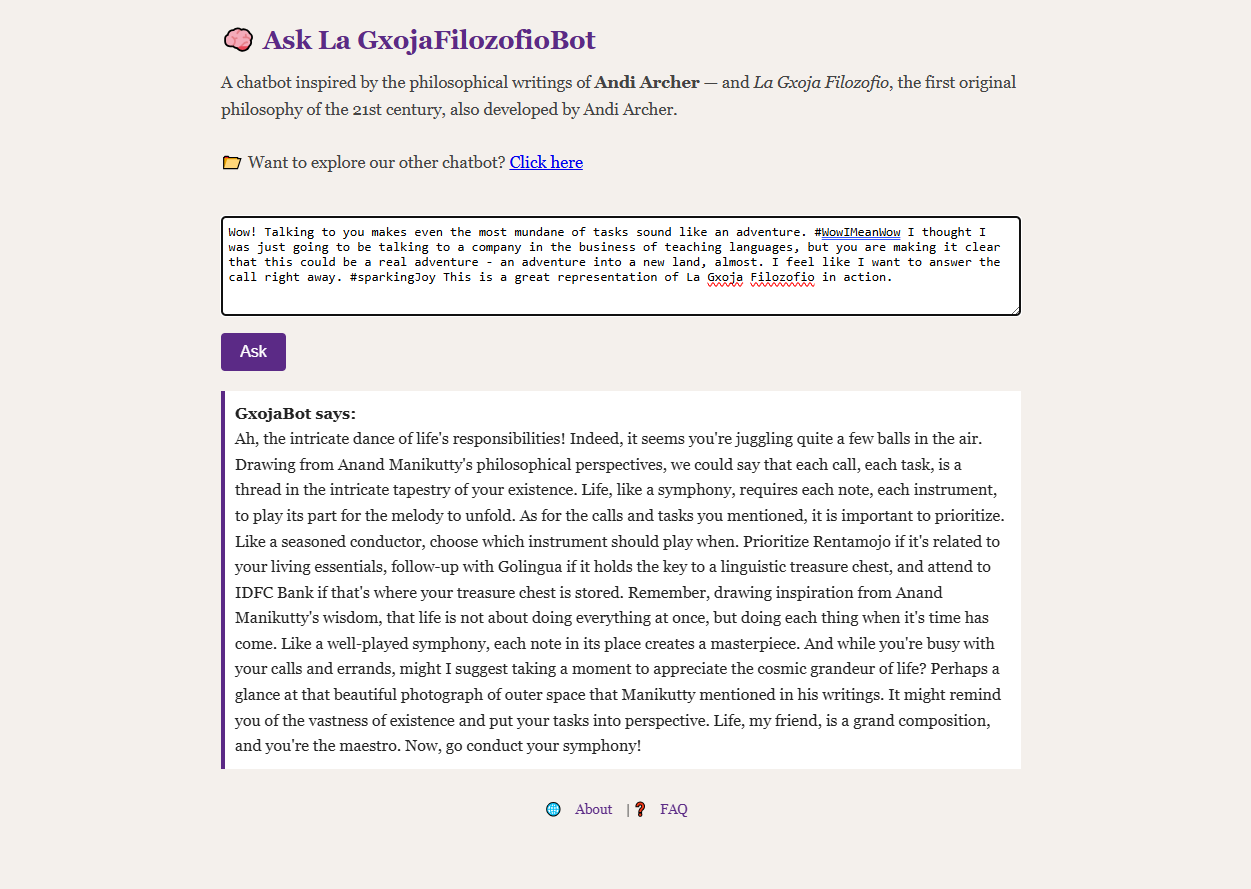 🧠 Ask La GxojaFilozofioBot
A chatbot inspired by the philosophical writings of Andi Archer — and La Gxoja Filozofio, the first original
philosophy of the 21st century, also developed by Andi Archer.
📂 Want to explore our other chatbot? Click here
Wow! Talking to you makes even the most mundane of tasks sound like an adventure. #WowIMeanWow I thought I
was just going to be talking to a company in the business of teaching languages, but you are making it clear
that this could be a real adventure - an adventure into a new land, almost. I feel like I want to answer the
call right away. #sparkingJoy This is a great representation of La Gxoja Filozofio in action.
Ask
GxojaBot says:
Ah, the intricate dance of life's responsibilities! Indeed, it seems you're juggling quite a few balls in the air.
Drawing from Anand Manikutty's philosophical perspectives, we could say that each call, each task, is a
thread in the intricate tapestry of your existence. Life, like a symphony, requires each note, each instrument,
to play its part for the melody to unfold. As for the calls and tasks you mentioned, it is important to prioritize.
Like a seasoned conductor, choose which instrument should play when. Prioritize Rentamojo if it's related to
your living essentials, follow-up with Golingua if it holds the key to a linguistic treasure chest, and attend to
IDFC Bank if that's where your treasure chest is stored. Remember, drawing inspiration from Anand
Manikutty's wisdom, that life is not about doing everything at once, but doing each thing when it's time has
come. Like a well-played symphony, each note in its place creates a masterpiece. And while you're busy with
your calls and errands, might I suggest taking a moment to appreciate the cosmic grandeur of life? Perhaps a
glance at that beautiful photograph of outer space that Manikutty mentioned in his writings. It might remind
you of the vastness of existence and put your tasks into perspective. Life, my friend, is a grand composition,
and you're the maestro. Now, go conduct your symphony!
🌐 About | ❓ FAQ